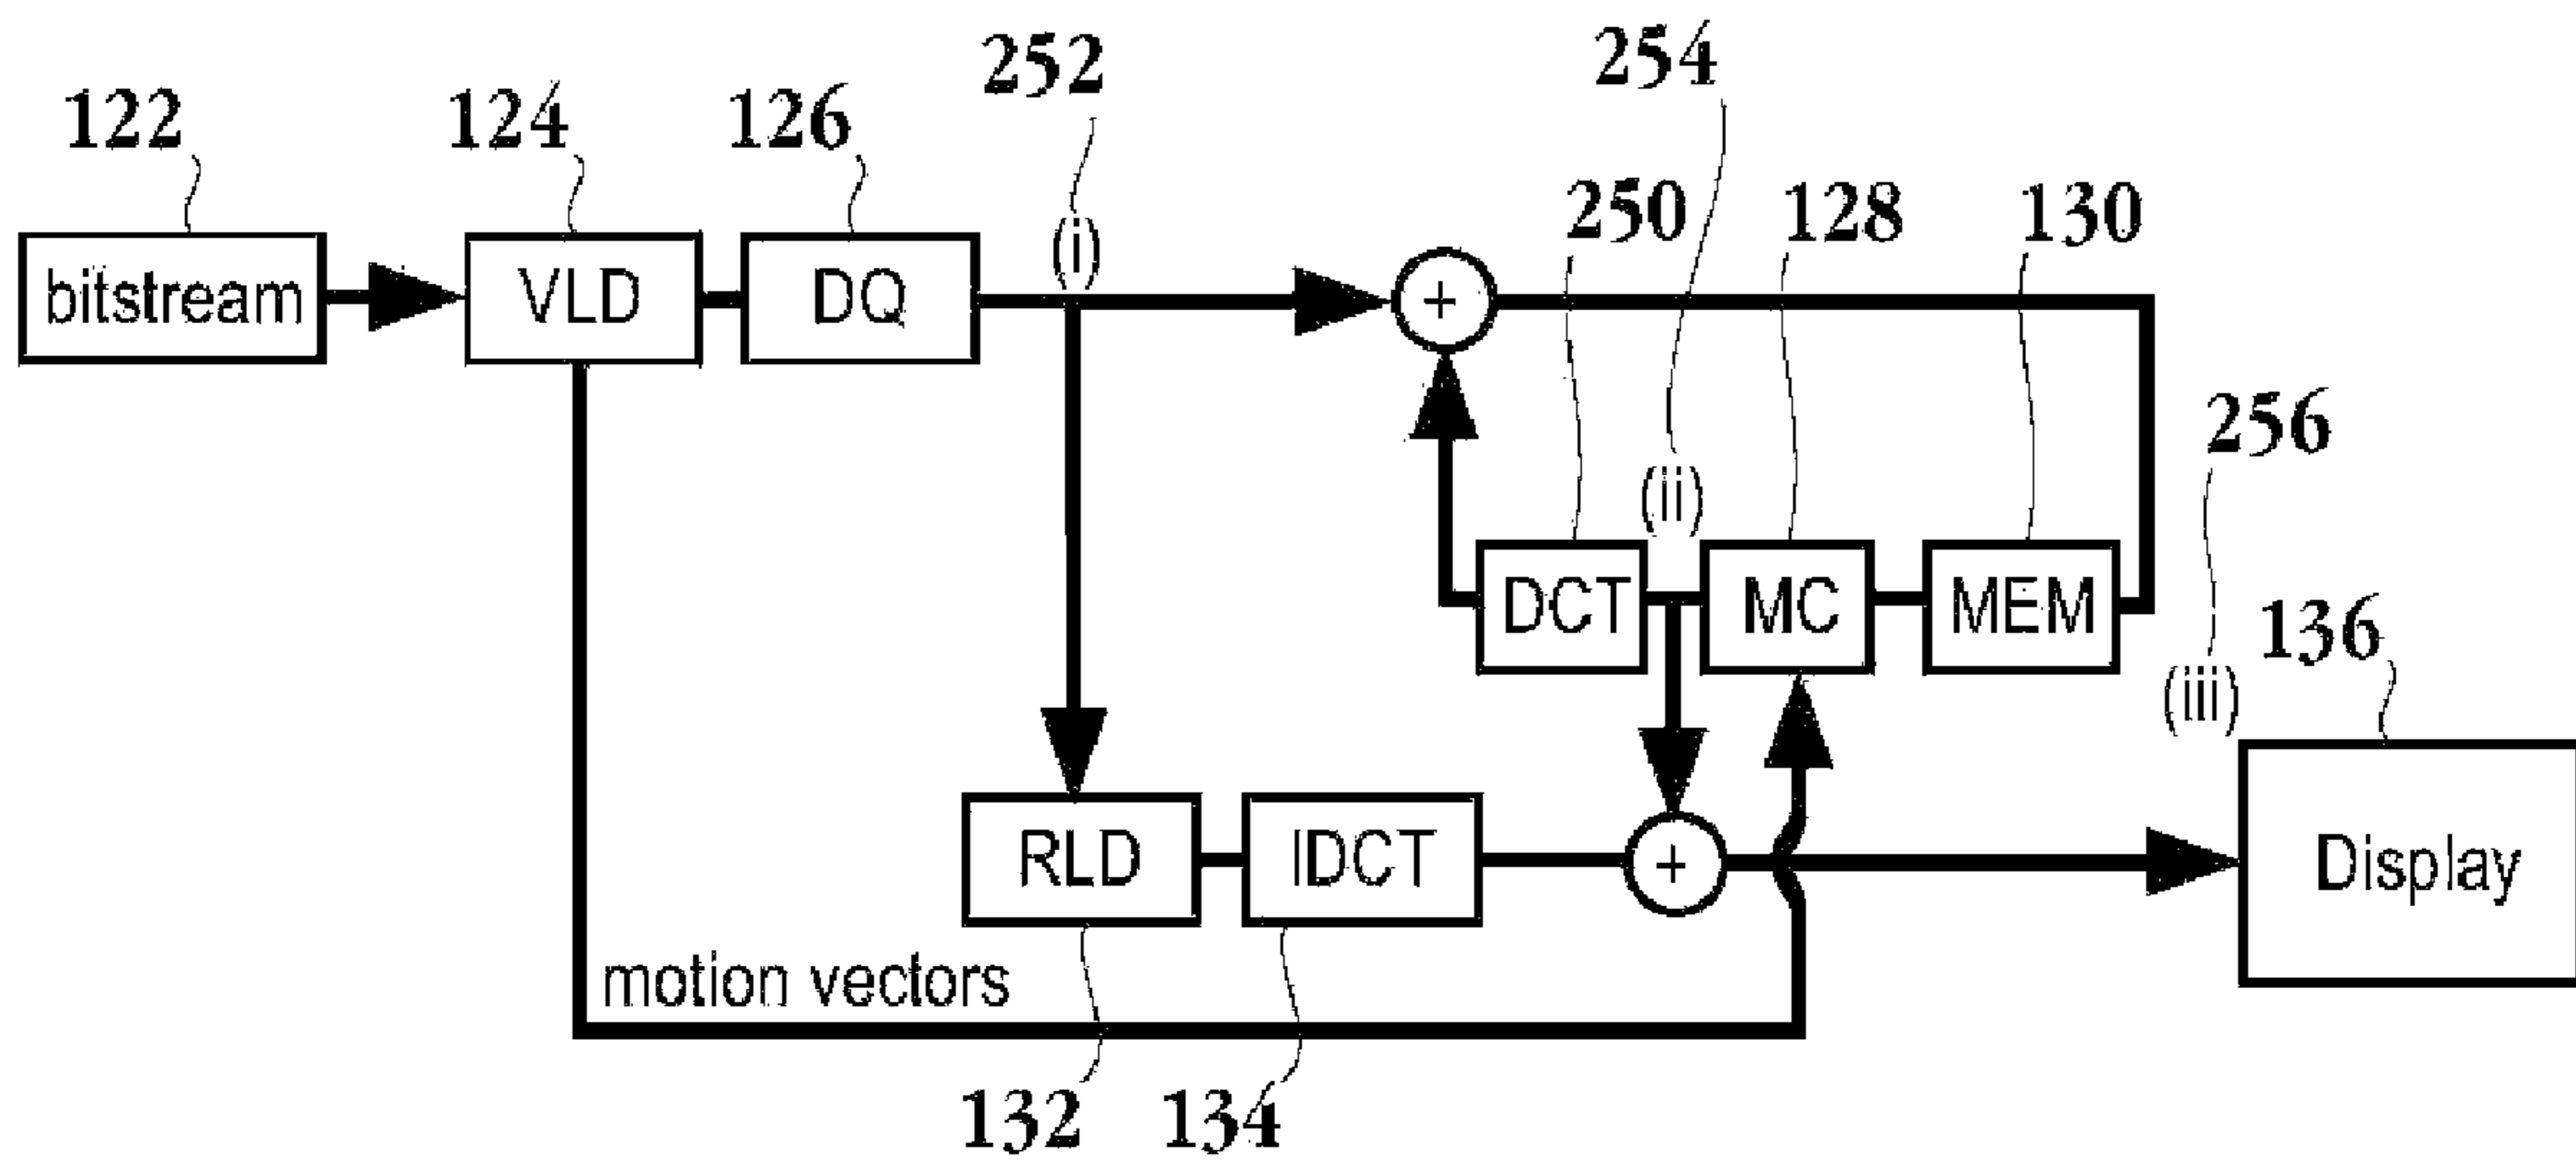 252
254
122
124
126
250
128
130
(i)
bitstream
VLD
DQ
+
256
(ii)
DCT
MC
MEM
136
(iii)
RLD
IDCT
+
Display
motion vectors
132
134